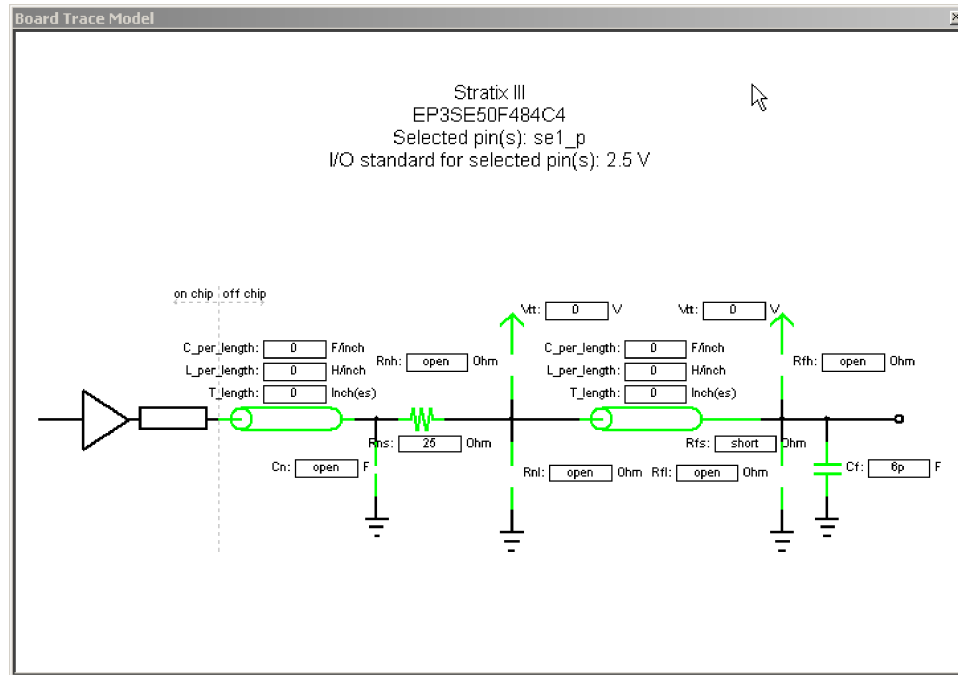 Board Trace Model
Stratix III
EP3SE50F484C4
Selected pin(s): se1_p
I/O standard for selected pin(s): 2.5 V
on chip off chip
Vtt: 0 V
Vtt: 0 V
C_per_length: 0 F/inch
L_per_length: 0 H/inch
T_length: 0 Inch(es)
Rnh: open Ohm
C_per_length: 0 F/inch
L_per_length: 0 H/inch
T_length: 0 Inch(es)
Rfh: open Ohm
Rns: 25 Ohm
Rfs: short Ohm
Cn: open F
Rnl: open Ohm
Rfl: open Ohm
Cf: 6p F